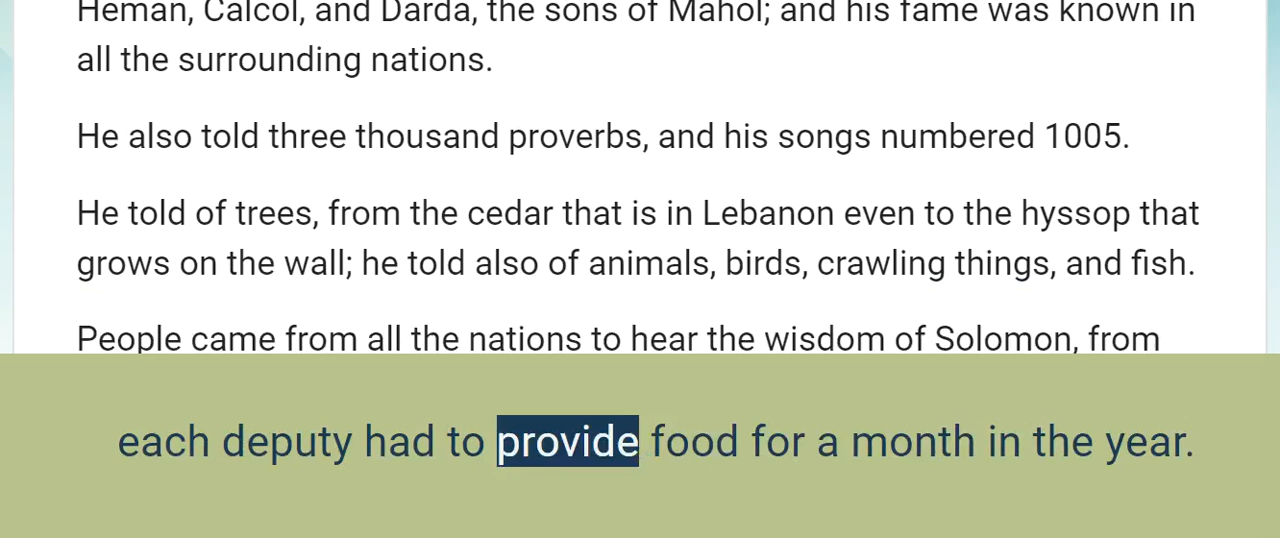 Heman, Calcol, and Darda, the sons of Mahol; and his fame was known in
all the surrounding nations.
He also told three thousand proverbs, and his songs numbered 1005.
He told of trees, from the cedar that is in Lebanon even to the hyssop that
grows on the wall; he told also of animals, birds, crawling things, and fish.
People came from all the nations to hear the wisdom of Solomon, from
each deputy had to provide food for a month in the year.